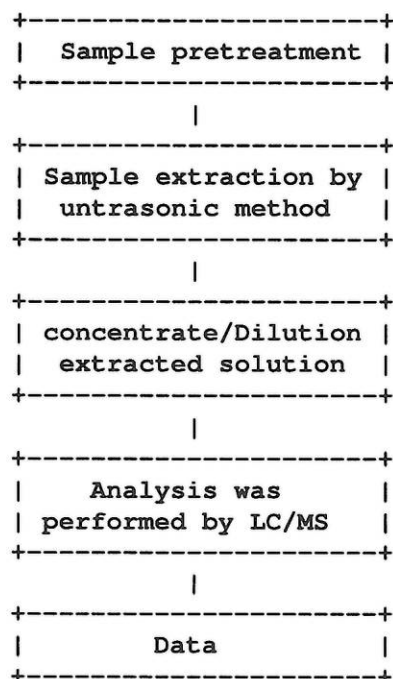 Sample pretreatment
Sample extraction by
untrasonic method
concentrate/Dilution
extracted solution
Analysis was
performed by LC/MS
Data